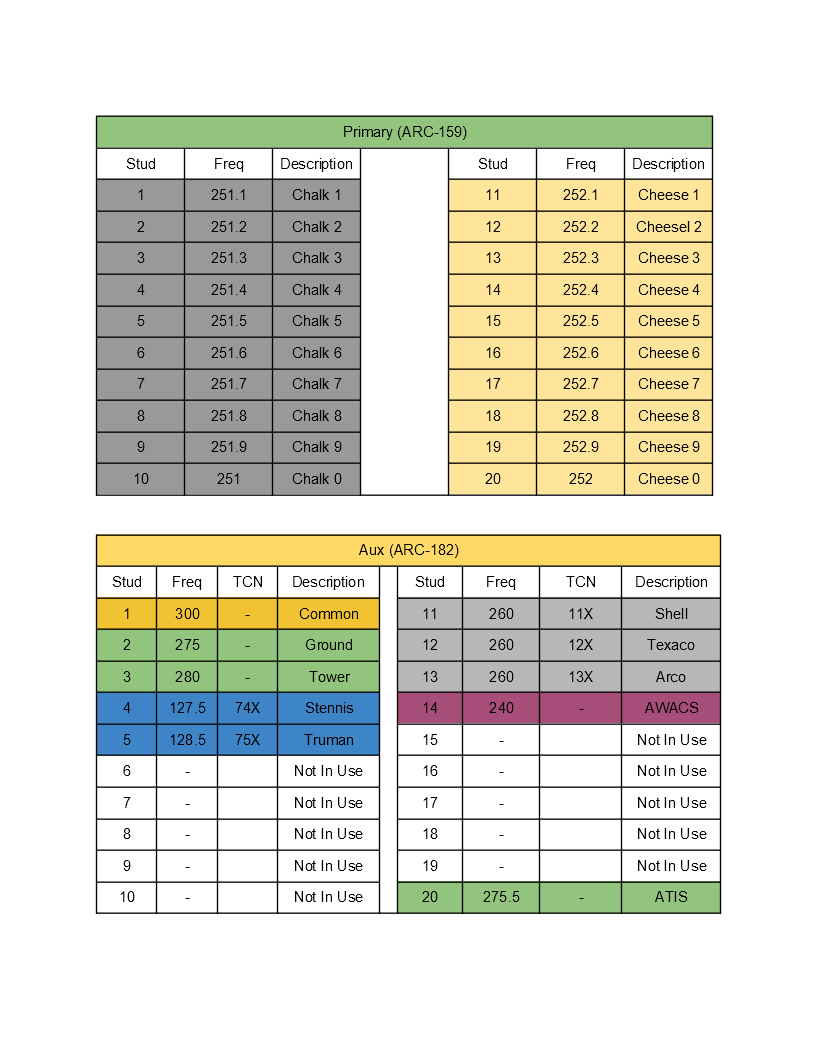 Primary (ARC-159)
Stud Freq Description Stud Freq Description
1 251.1 Chalk 1 11 252.1 Cheese 1
2 251.2 Chalk 2 12 252.2 Cheesel 2
3 251.3 Chalk 3 13 252.3 Cheese 3
4 251.4 Chalk 4 14 252.4 Cheese 4
5 251.5 Chalk 5 15 252.5 Cheese 5
6 251.6 Chalk 6 16 252.6 Cheese 6
7 251.7 Chalk 7 17 252.7 Cheese 7
8 251.8 Chalk 8 18 252.8 Cheese 8
9 251.9 Chalk 9 19 252.9 Cheese 9
10 251 Chalk 0 20 252 Cheese 0
Aux (ARC-182)
Stud Freq TCN Description Stud Freq TCN Description
1 300 - Common 11 260 11X Shell
2 275 - Ground 12 260 12X Texaco
3 280 - Tower 13 260 13X Arco
4 127.5 74X Stennis 14 240 - AWACS
5 128.5 75X Truman 15 - Not In Use
6 - Not In Use 16 - Not In Use
7 - Not In Use 17 - Not In Use
8 - Not In Use 18 - Not In Use
9 - Not In Use 19 - Not In Use
10 - Not In Use 20 275.5 - ATIS